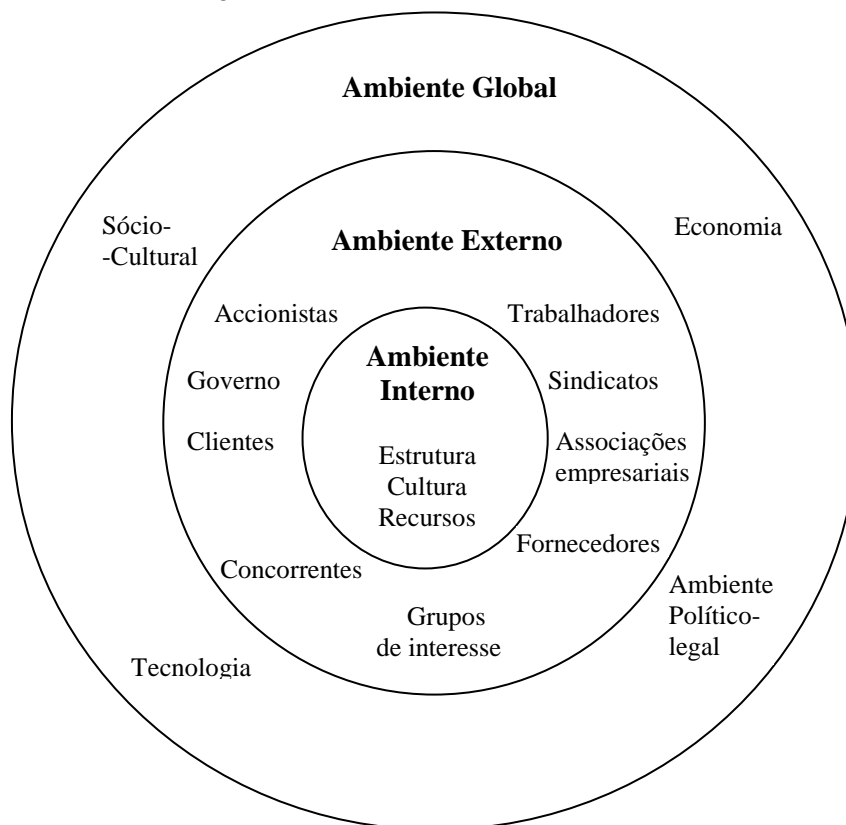 Ambiente Global
Sócio-
-Cultural
Economia
Ambiente Externo
Accionistas
Trabalhadores
Ambiente
Interno
Governo
Sindicatos
Clientes
Associações
empresariais
Estrutura
Cultura
Recursos
Fornecedores
Concorrentes
Ambiente
Político-
legal
Grupos
de interesse
Tecnologia